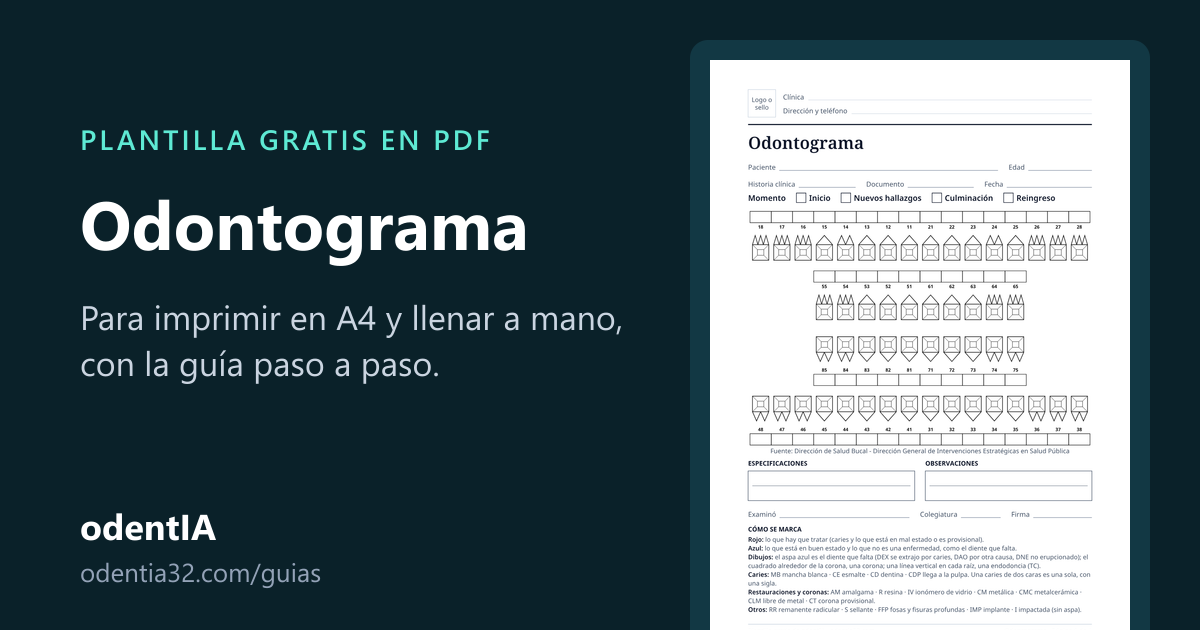 PLANTILLA GRATIS EN PDF
Odontograma
Para imprimir en A4 y llenar a mano,
con la guía paso a paso.
odentIA
odentia32.com/guias
Logo o
sello
Clínica
Dirección y teléfono
Odontograma
Paciente Edad
Historia clínica Documento Fecha
Momento Inicio Nuevos hallazgos Culminación Reingreso
18 17 16 15 14 13 12 11 21 22 23 24 25 26 27 28
55 54 53 52 51 61 62 63 64 65
85 84 83 82 81 71 72 73 74 75
48 47 46 45 44 43 42 41 31 32 33 34 35 36 37 38
Fuente: Dirección de Salud Bucal - Dirección General de Intervenciones Estratégicas en Salud Pública
ESPECIFICACIONES OBSERVACIONES
Examinó Colegiatura Firma
CÓMO SE MARCA
Rojo: lo que hay que tratar (caries y lo que está en mal estado o es provisional).
Azul: lo que está en buen estado y lo que no es una enfermedad, como el diente que falta.
Dibujos: el aspa azul es el diente que falta (DEX se extrajo por caries, DAO por otra causa, DNE no erupcionado); el
cuadrado alrededor de la corona, una corona; una línea vertical en cada raíz, una endodoncia (TC).
Caries: MB mancha blanca · CE esmalte · CD dentina · CDP llega a la pulpa. Una caries de dos caras es una sola, con
una sigla.
Restauraciones y coronas: AM amalgama · R resina · IV ionómero de vidrio · CM metálica · CMC metalcerámica ·
CLM libre de metal · CT corona provisional.
Otros: RR remanente radicular · S sellante · FFP fosas y fisuras profundas · IMP implante · I impactada (sin aspa).